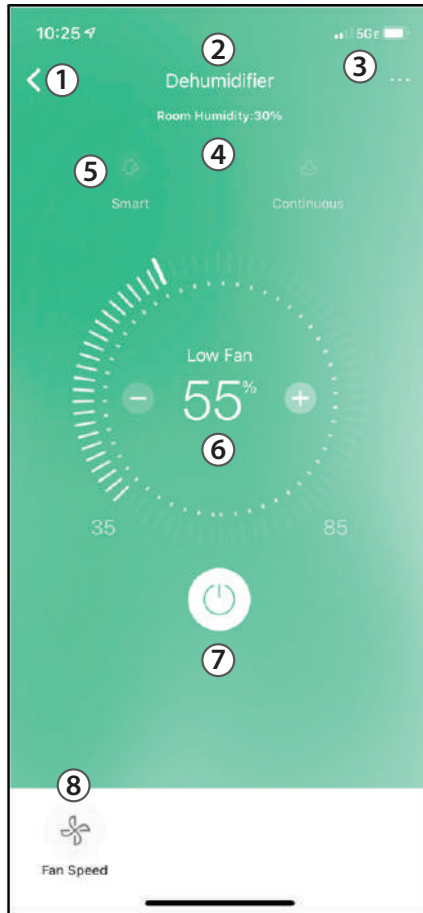 10:25 5GE
②
① Dehumidifier ③ ...
Room Humidity:30%
④
⑤
Smart Continuous
Low Fan
− 55% +
⑥
35 85
⑦
⑧
Fan Speed